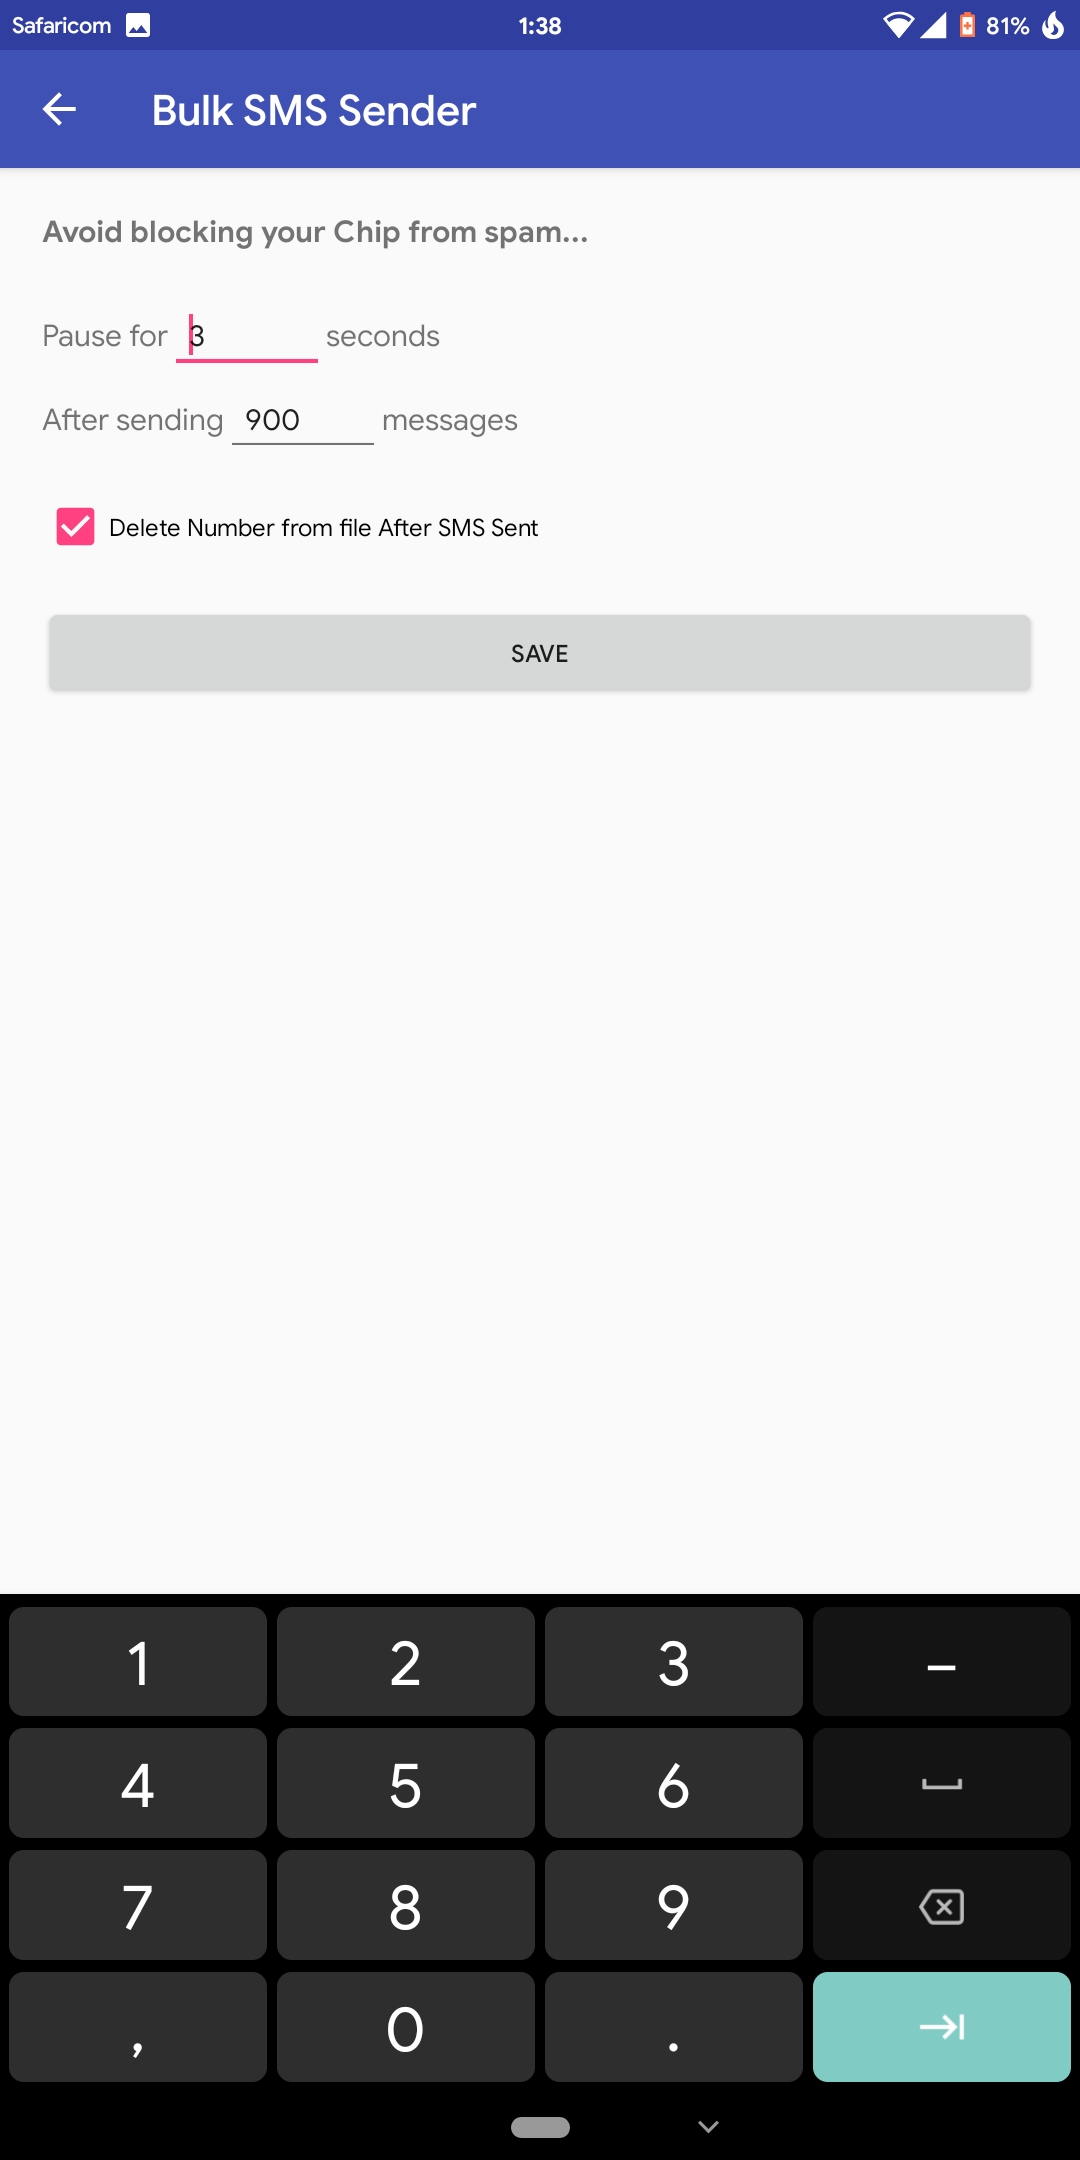 Safaricom 1:38 81%
Bulk SMS Sender
Avoid blocking your Chip from spam...
Pause for 3 seconds
After sending 900 messages
Delete Number from file After SMS Sent
SAVE
1 2 3 –
4 5 6
7 8 9
, 0 .